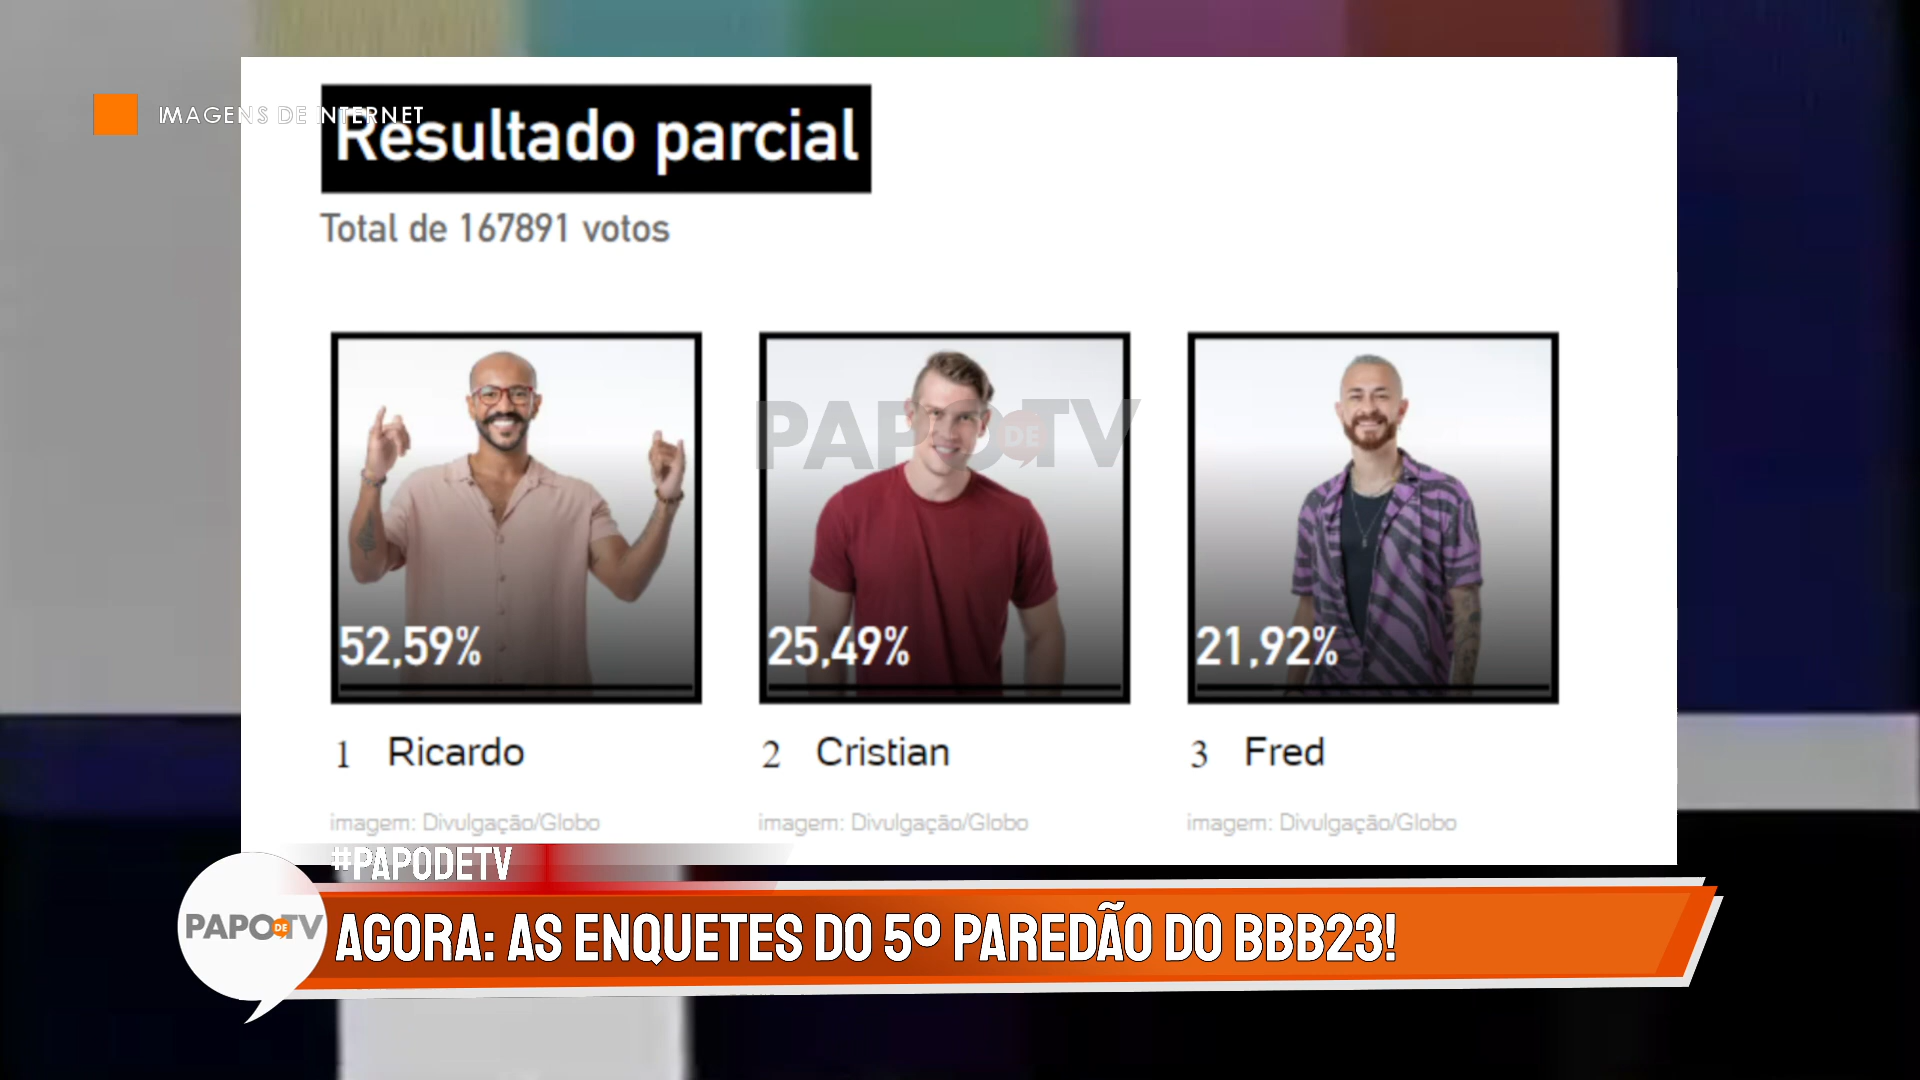 IMAGENS DE INTERNET
Resultado parcial
Total de 167891 votos
PAPO DE TV
52,59%
25,49%
21,92%
1 Ricardo
2 Cristian
3 Fred
imagem: Divulgação/Globo
imagem: Divulgação/Globo
imagem: Divulgação/Globo
#PAPODETV
PAPO DE TV
AGORA: AS ENQUETES DO 5º PAREDÃO DO BBB23!